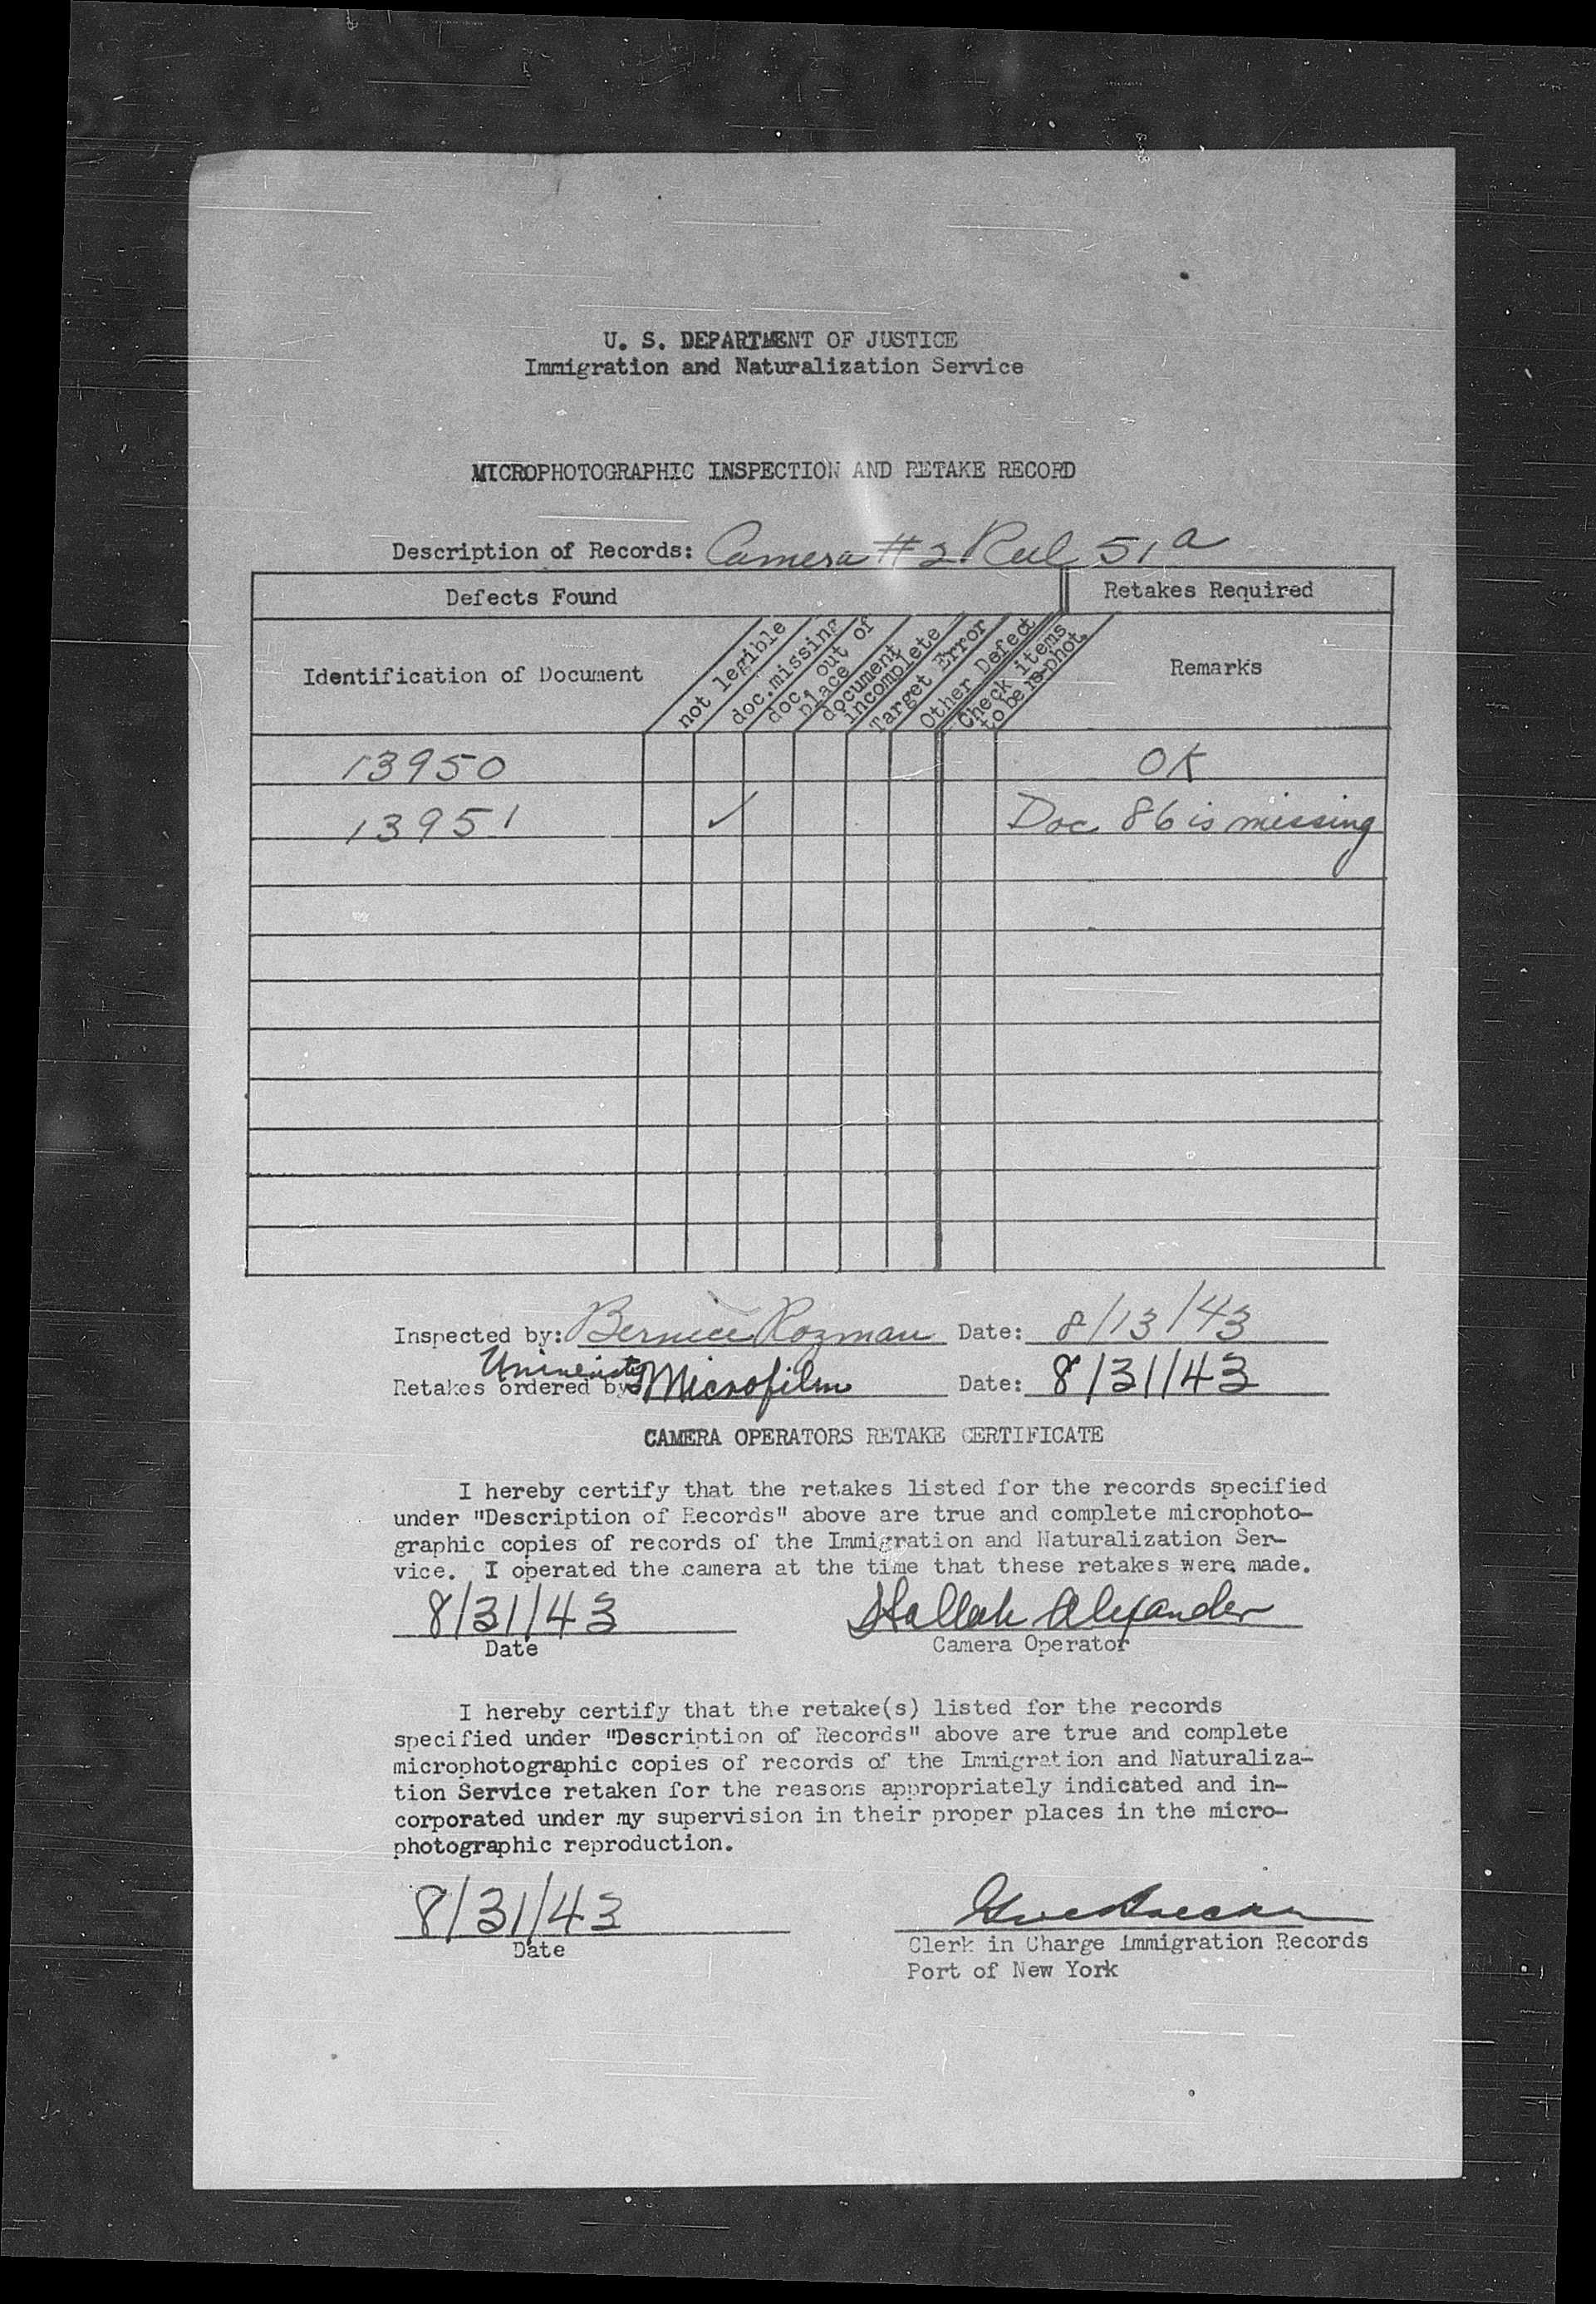 U. S. DEPARTMENT OF JUSTICE
Immigration and Naturalization Service
MICROPHOTOGRAPHIC INSPECTION AND RETAKE RECORD
Description of Records: Camera # 2 Reel 51a
Defects Found
Retakes Required
Identification of Document
not legible
doc.missing
doc. out of
place
document
incomplete
Target Error
Other Defect
Check items
to be re-phot.
Remarks
13950 OK
13951 ✓ Doc 86 is missing
Inspected by: Bernice Rozman Date: 8/13/43
University
Retakes ordered by: Microfilm Date: 8/31/43
CAMERA OPERATORS RETAKE CERTIFICATE
I hereby certify that the retakes listed for the records specified
under "Description of Records" above are true and complete microphoto-
graphic copies of records of the Immigration and Naturalization Ser-
vice. I operated the camera at the time that these retakes were made.
8/31/43 Alexander
Date Camera Operator
I hereby certify that the retake(s) listed for the records
specified under "Description of Records" above are true and complete
microphotographic copies of records of the Immigration and Naturaliza-
tion Service retaken for the reasons appropriately indicated and in-
corporated under my supervision in their proper places in the micro-
photographic reproduction.
8/31/43
Date Clerk in Charge Immigration Records
Port of New York